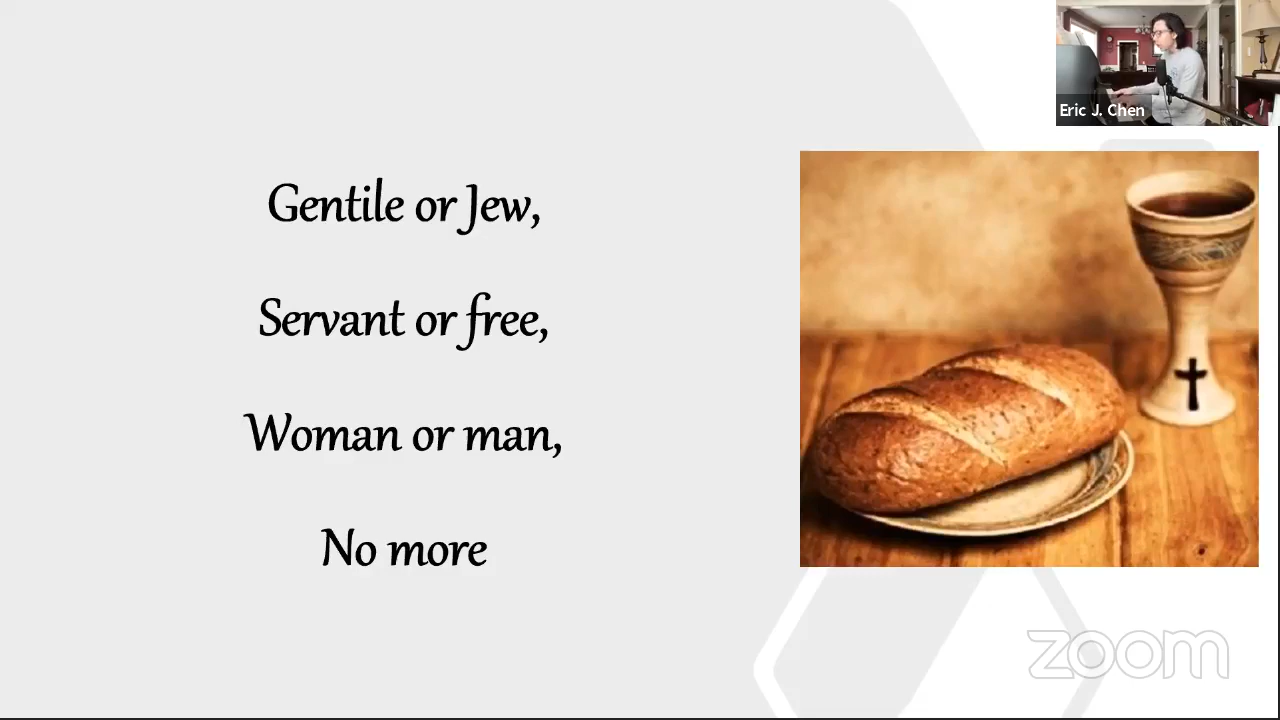 Eric J. Chen
Gentile or Jew,
Servant or free,
Woman or man,
No more
zoom